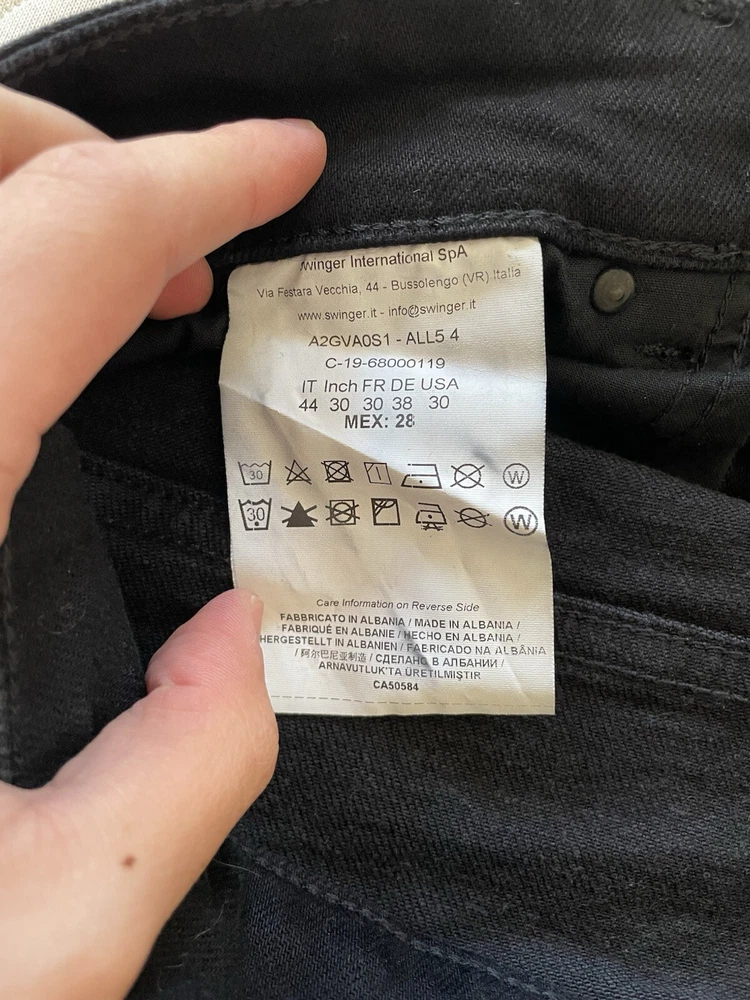 winger International SpA
Via Festara Vecchia, 44 - Bussolengo (VR) Italia
www.swinger.it - info@swinger.it
A2GVA0S1 - ALL5 4
C-19-68000119
IT Inch FR DE USA
44 30 30 38 30
MEX: 28
30 W
30 W
Care Information on Reverse Side
FABBRICATO IN ALBANIA / MADE IN ALBANIA /
FABRIQUÉ EN ALBANIE / HECHO EN ALBANIA /
HERGESTELLT IN ALBANIEN / FABRICADO NA ALBÂNIA
/ 阿尔巴尼亚制造 / СДЕЛАНО В АЛБАНИИ /
ARNAVUTLUK'TA ÜRETILMIŞTIR
CA50584